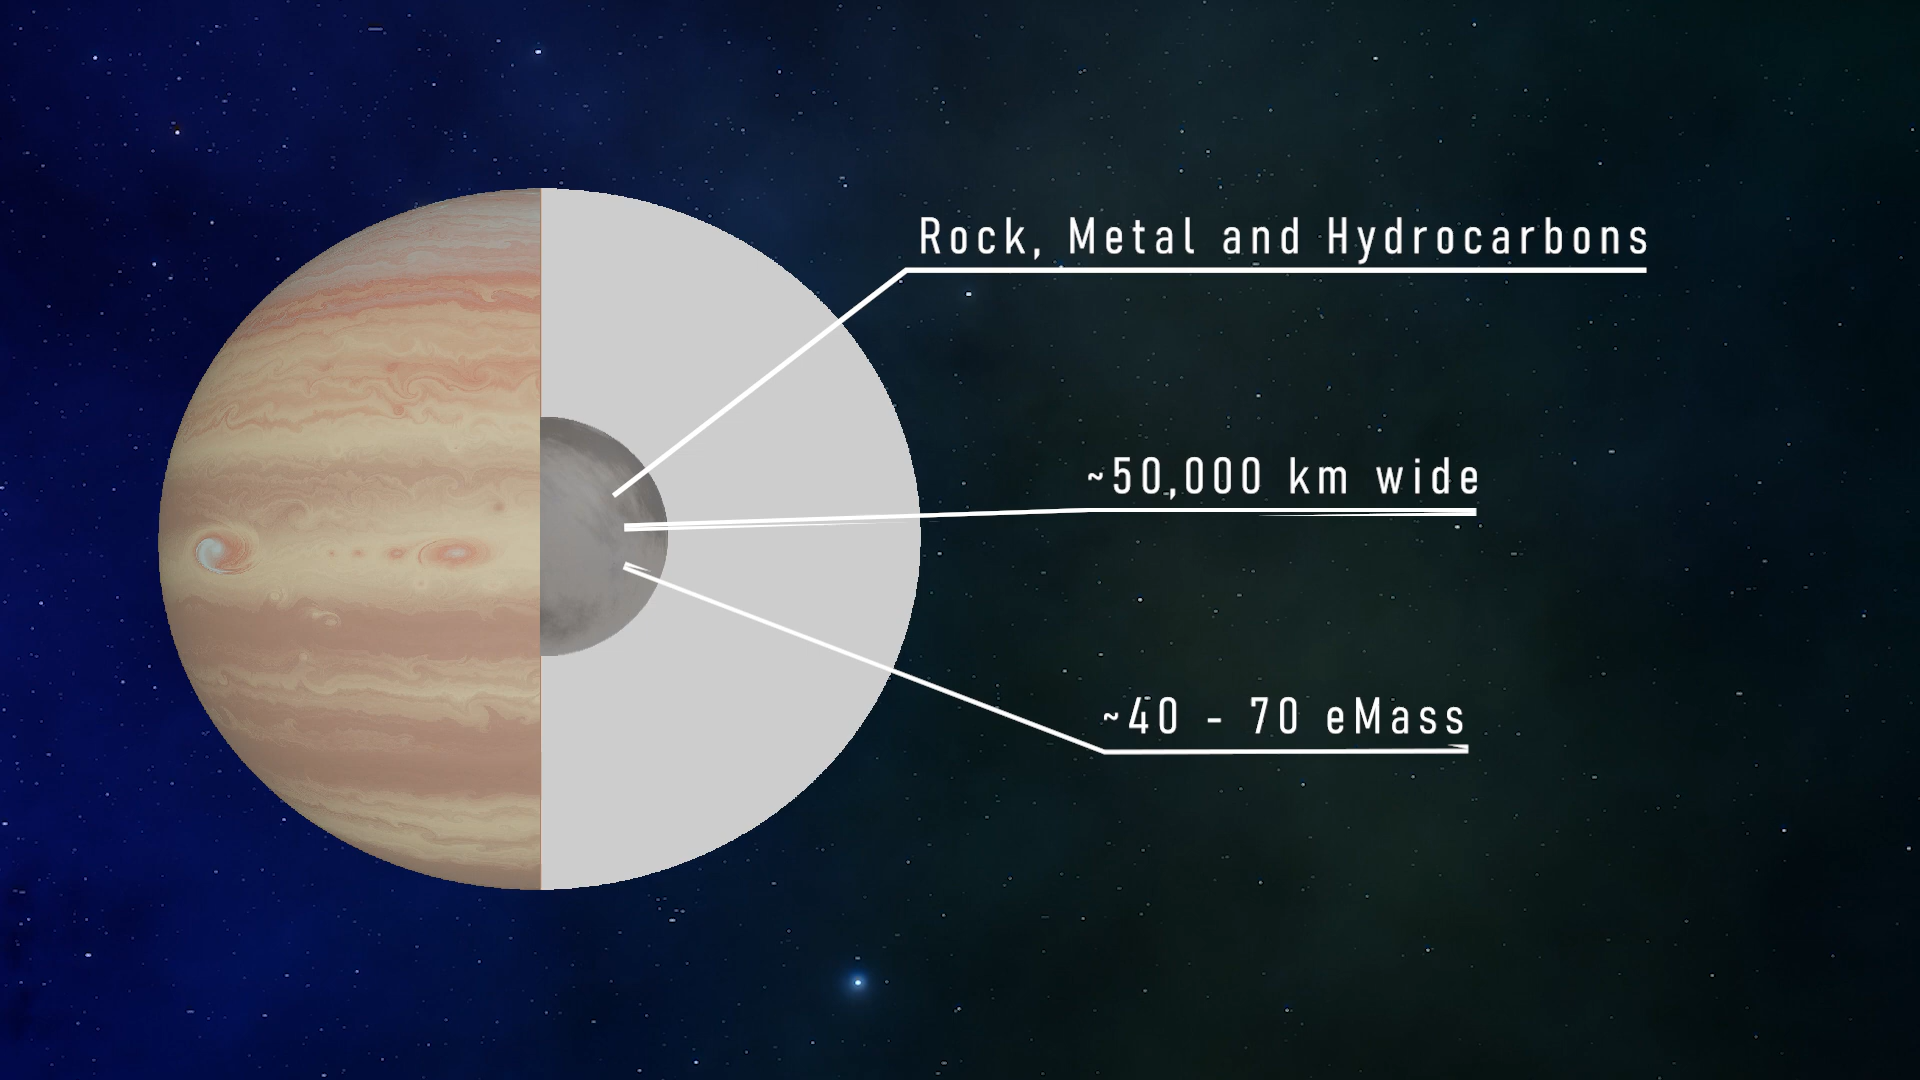 Rock, Metal and Hydrocarbons
~50,000 km wide
~40 - 70 eMass